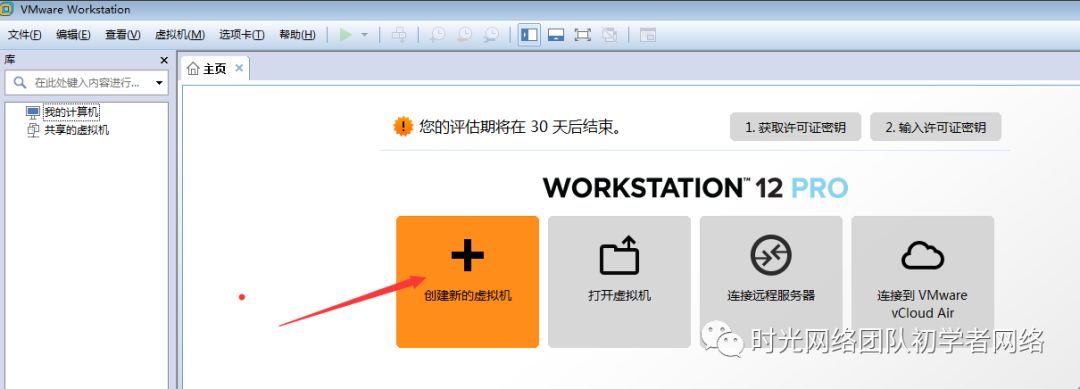 VMware Workstation
文件(F) 编辑(E) 查看(V) 虚拟机(M) 选项卡(T) 帮助(H)
库
在此处键入内容进行...
我的计算机
共享的虚拟机
主页
您的评估期将在 30 天后结束。
1. 获取许可证密钥
2. 输入许可证密钥
WORKSTATION™ 12 PRO
创建新的虚拟机
打开虚拟机
连接远程服务器
连接到 VMware
vCloud Air
时光网络团队初学者网络